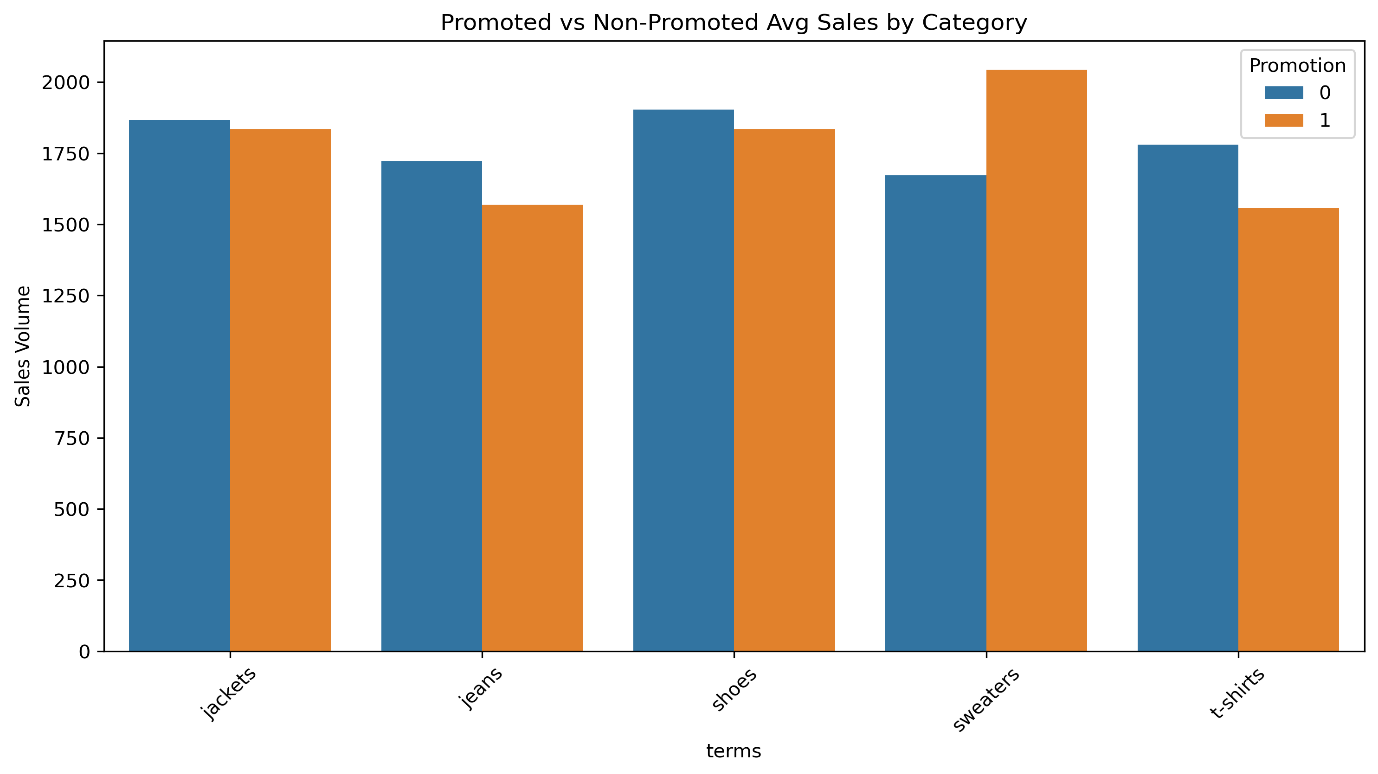 Promoted vs Non-Promoted Avg Sales by Category
Promotion
0
1
Sales Volume
2000
1750
1500
1250
1000
750
500
250
0
jackets
jeans
shoes
sweaters
t-shirts
terms